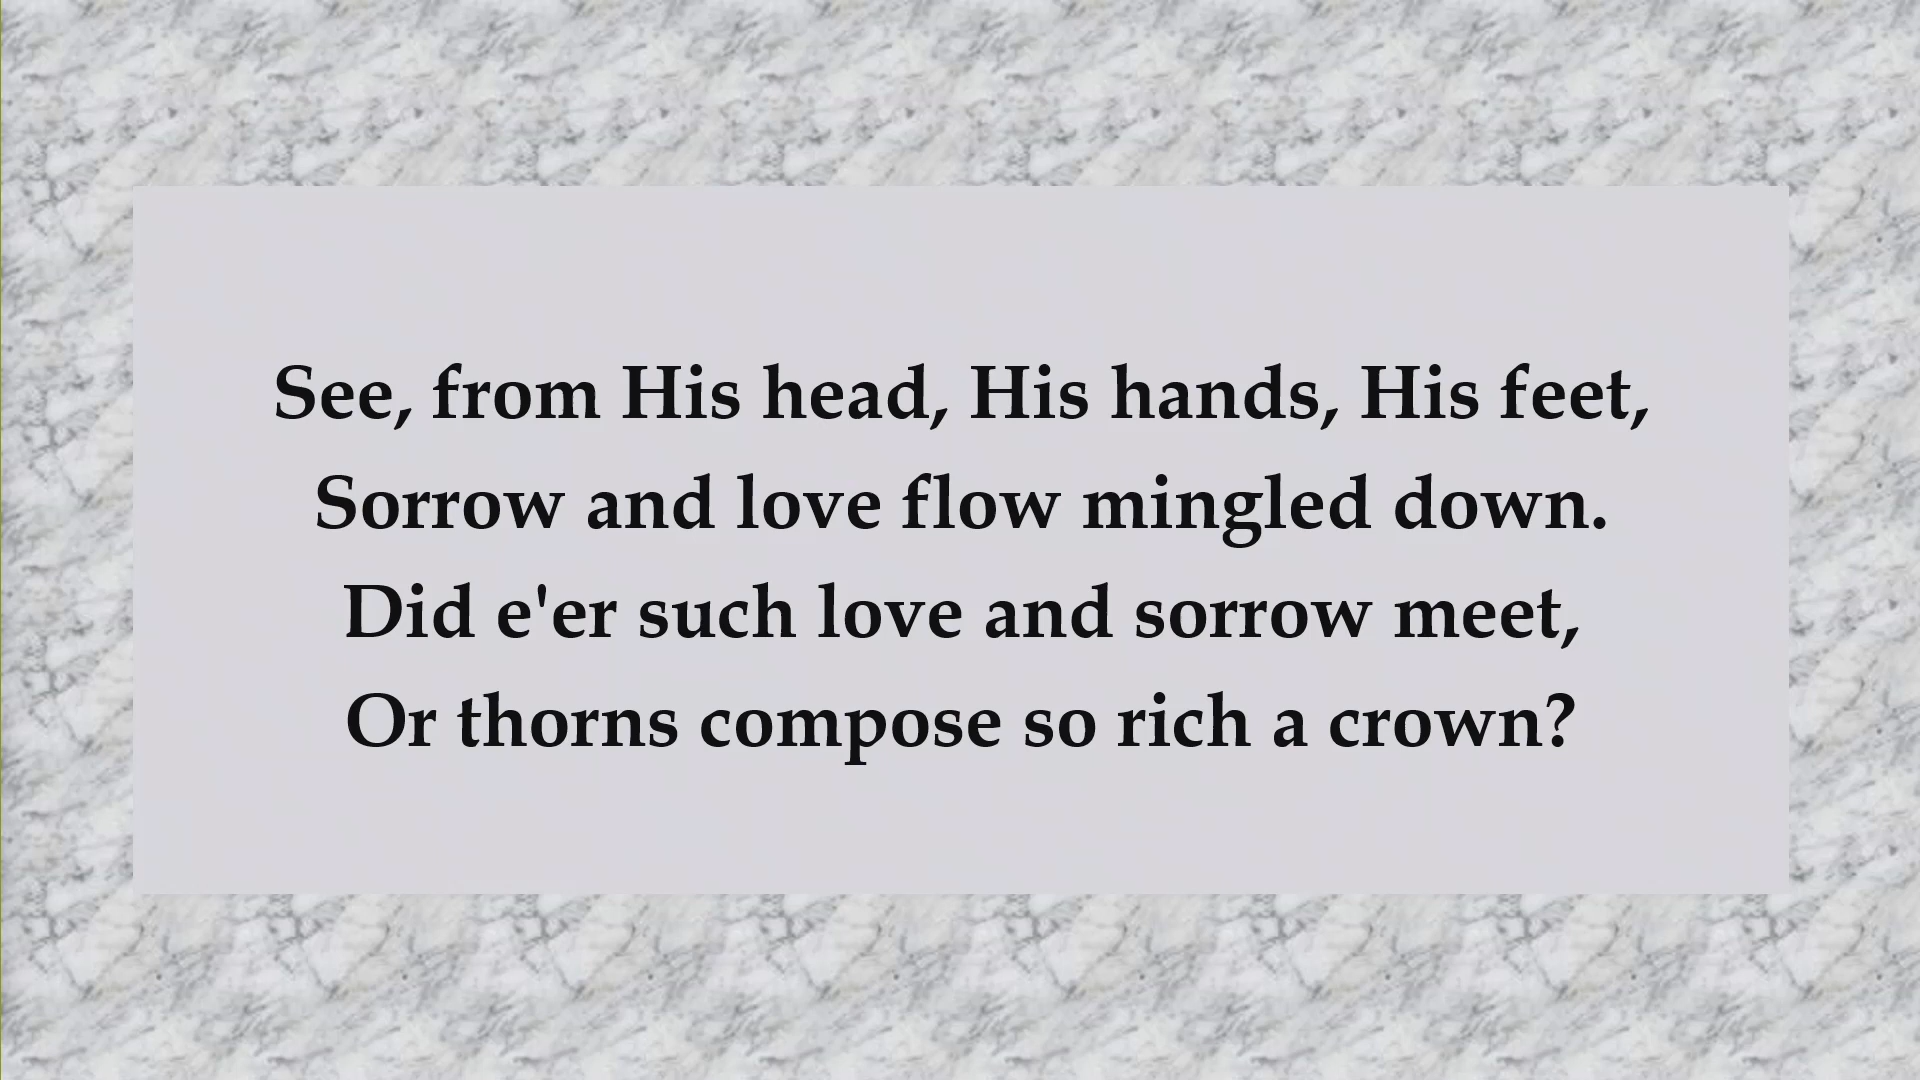 See, from His head, His hands, His feet,
Sorrow and love flow mingled down.
Did e'er such love and sorrow meet,
Or thorns compose so rich a crown?